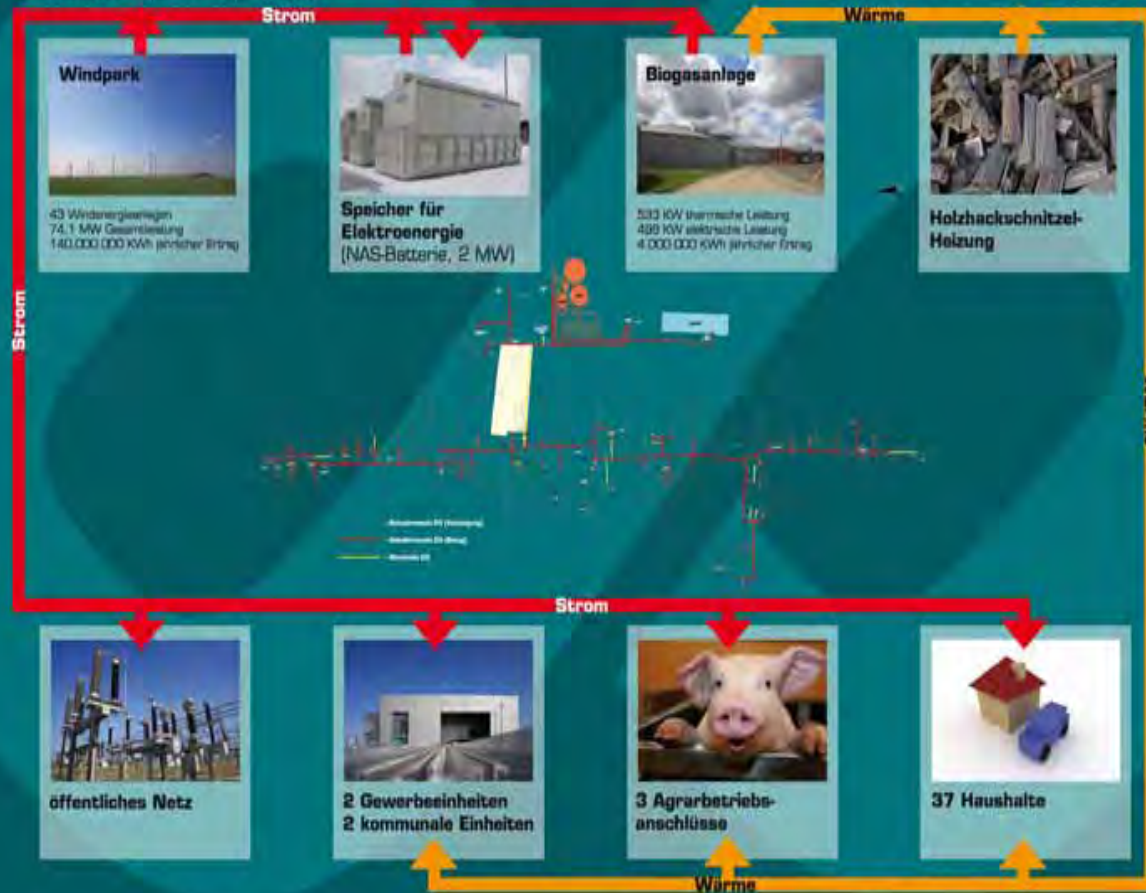 Strom
Wärme
Windpark
43 Windenergieanlagen
74,1 MW Gesamtleistung
140.000.000 KWh jährlicher Ertrag
Speicher für
Elektroenergie
(NAS-Batterie, 2 MW)
Biogasanlage
533 KW thermische Leistung
KW elektrische Leistung
4.000.000 KWh jährlicher Ertrag
Holzhackschnitzel-
Heizung
Strom
Strom
öffentliches Netz
2 Gewerbeeinheiten
2 kommunale Einheiten
3 Agrarbetriebs-
anschlüsse
37 Haushalte
Wärme